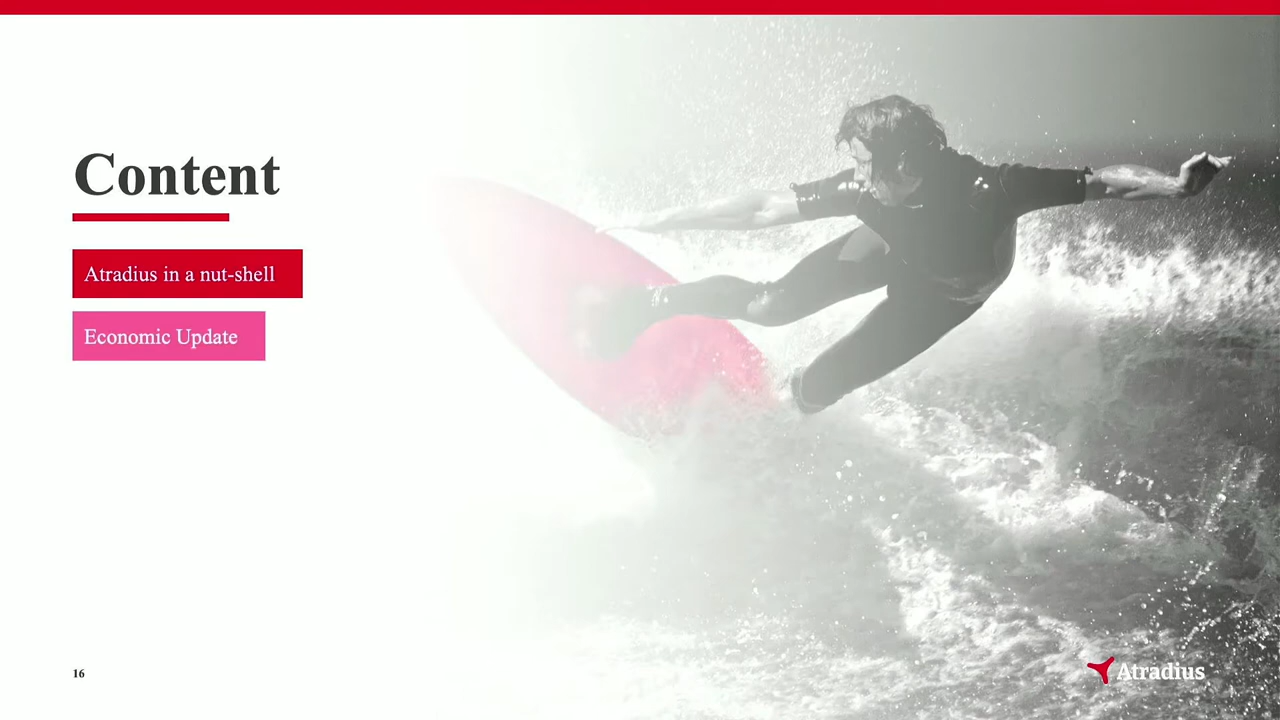 Content
Atradius in a nut-shell
Economic Update
16
Atradius